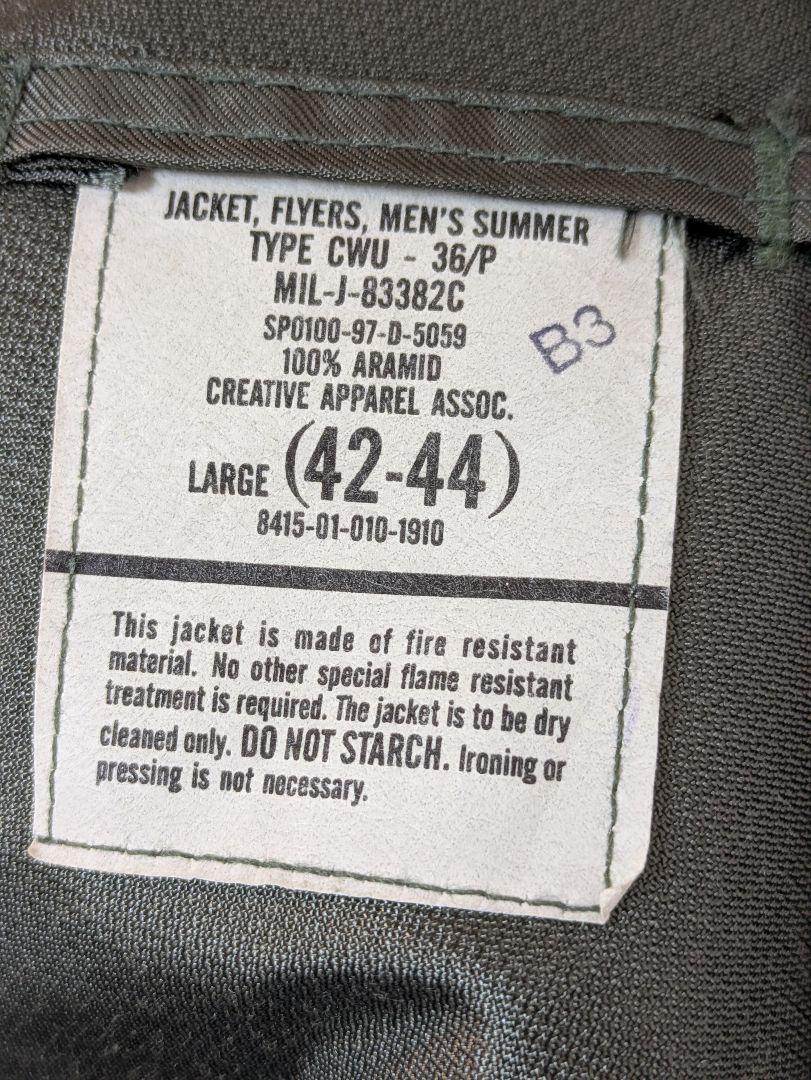 JACKET, FLYERS, MEN'S SUMMER
TYPE CWU - 36/P
MIL-J-83382C
SP0100-97-D-5059
100% ARAMID
CREATIVE APPAREL ASSOC.
B3
LARGE (42-44)
8415-01-010-1910
This jacket is made of fire resistant
material. No other special flame resistant
treatment is required. The jacket is to be dry
cleaned only. DO NOT STARCH. Ironing or
pressing is not necessary.